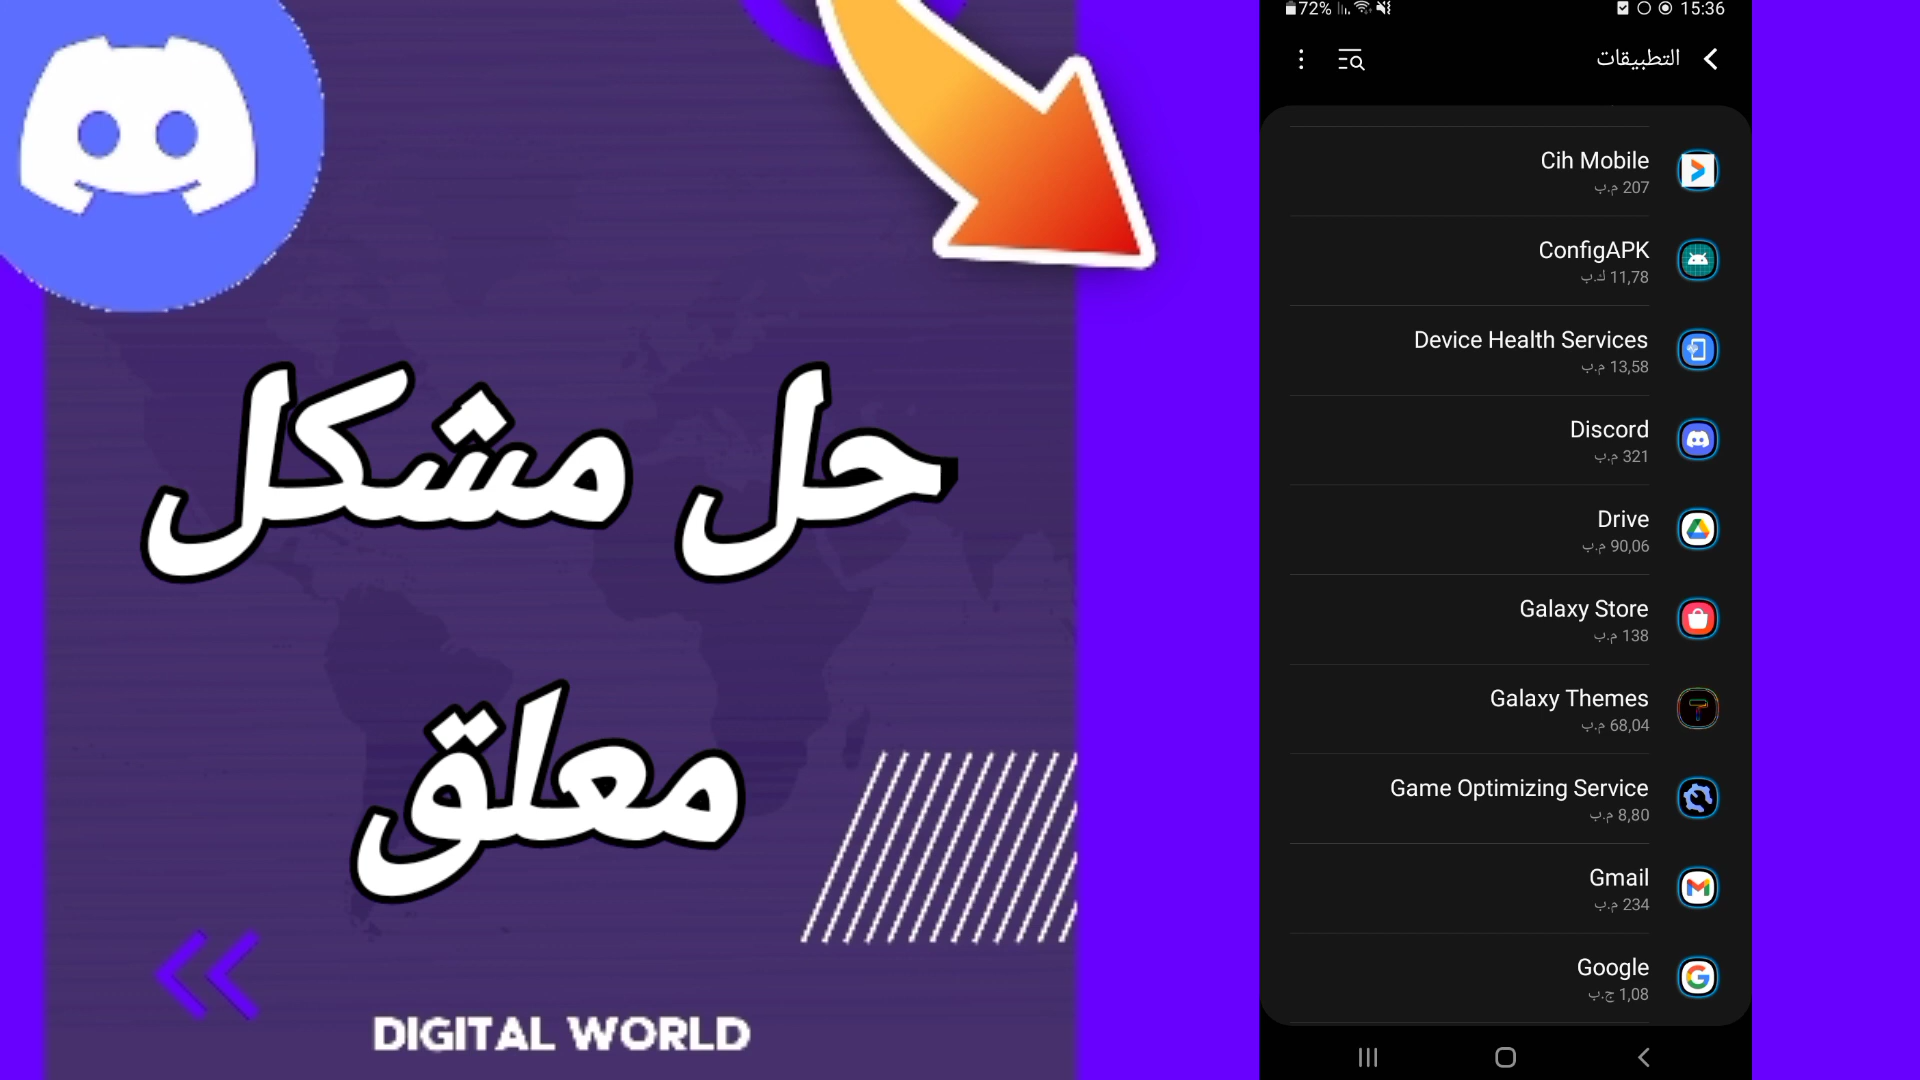 حل مشكل
معلق
DIGITAL WORLD
72%
15:36
التطبيقات
Cih Mobile
207 م.ب
ConfigAPK
11,78 ك.ب
Device Health Services
13,58 م.ب
Discord
321 م.ب
Drive
90,06 م.ب
Galaxy Store
138 م.ب
Galaxy Themes
68,04 م.ب
Game Optimizing Service
8,80 م.ب
Gmail
234 م.ب
Google
1,08 ج.ب